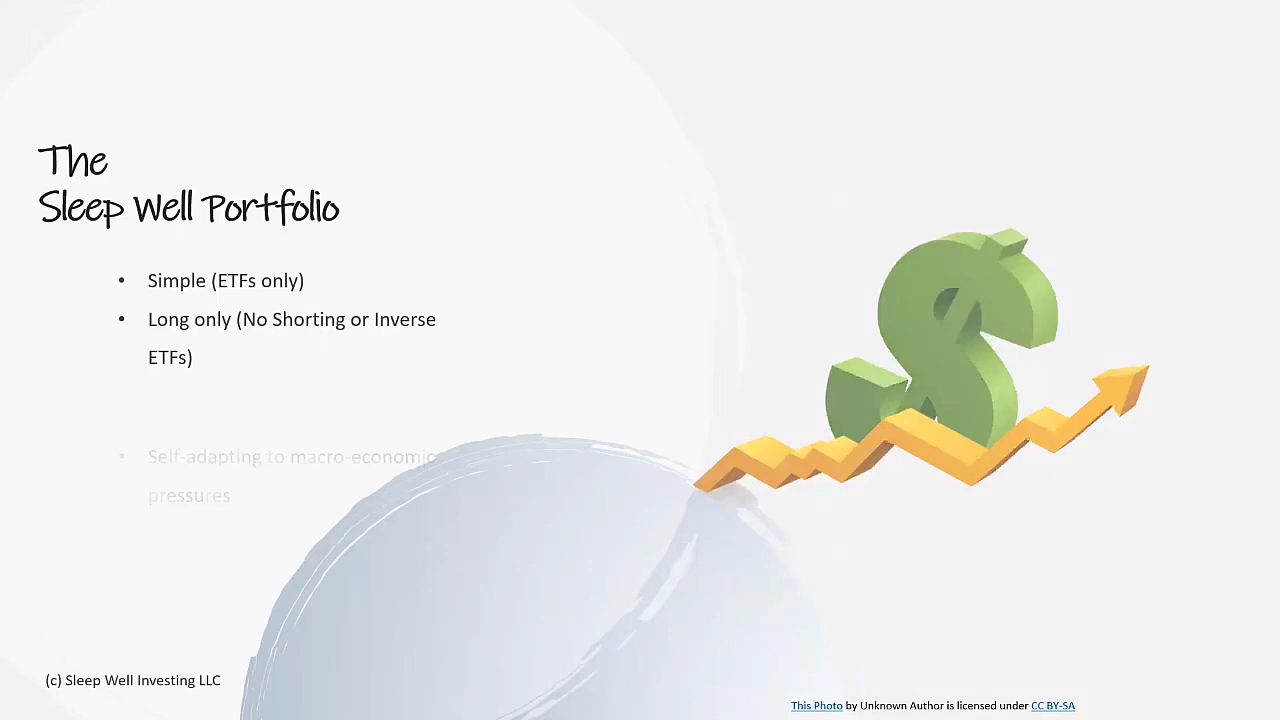 The
Sleep Well Portfolio
• Simple (ETFs only)
• Long only (No Shorting or Inverse
ETFs)
• Self-adapting to macro-economic
pressures
(c) Sleep Well Investing LLC
This Photo by Unknown Author is licensed under CC BY-SA